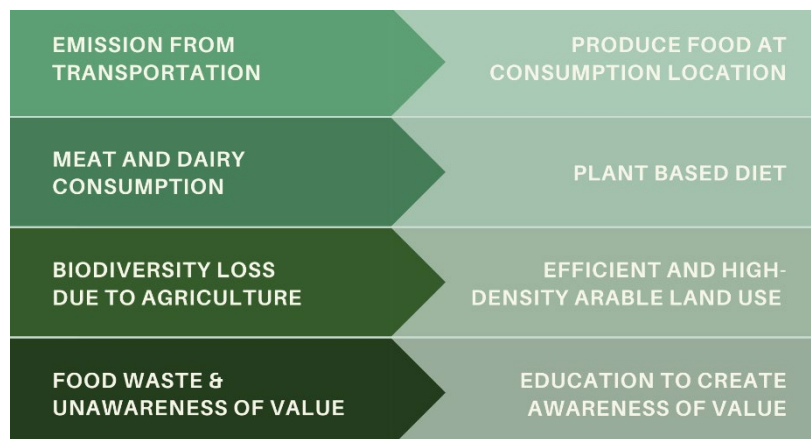 EMISSION FROM
TRANSPORTATION
PRODUCE FOOD AT
CONSUMPTION LOCATION
MEAT AND DAIRY
CONSUMPTION
PLANT BASED DIET
BIODIVERSITY LOSS
DUE TO AGRICULTURE
EFFICIENT AND HIGH-
DENSITY ARABLE LAND USE
FOOD WASTE &
UNAWARENESS OF VALUE
EDUCATION TO CREATE
AWARENESS OF VALUE